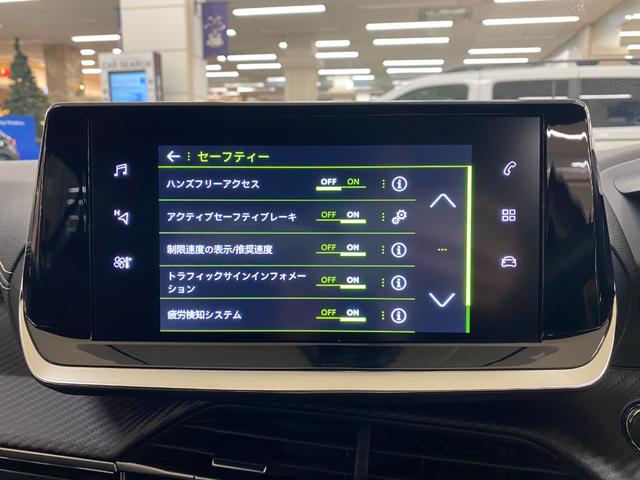 CAR SEARCH
セーフティー
ハンズフリーアクセス OFF ON
アクティブセーフティブレーキ OFF ON
制限速度の表示/推奨速度 OFF ON
トラフィックサインインフォメー
ション OFF ON
疲労検知システム OFF ON
N